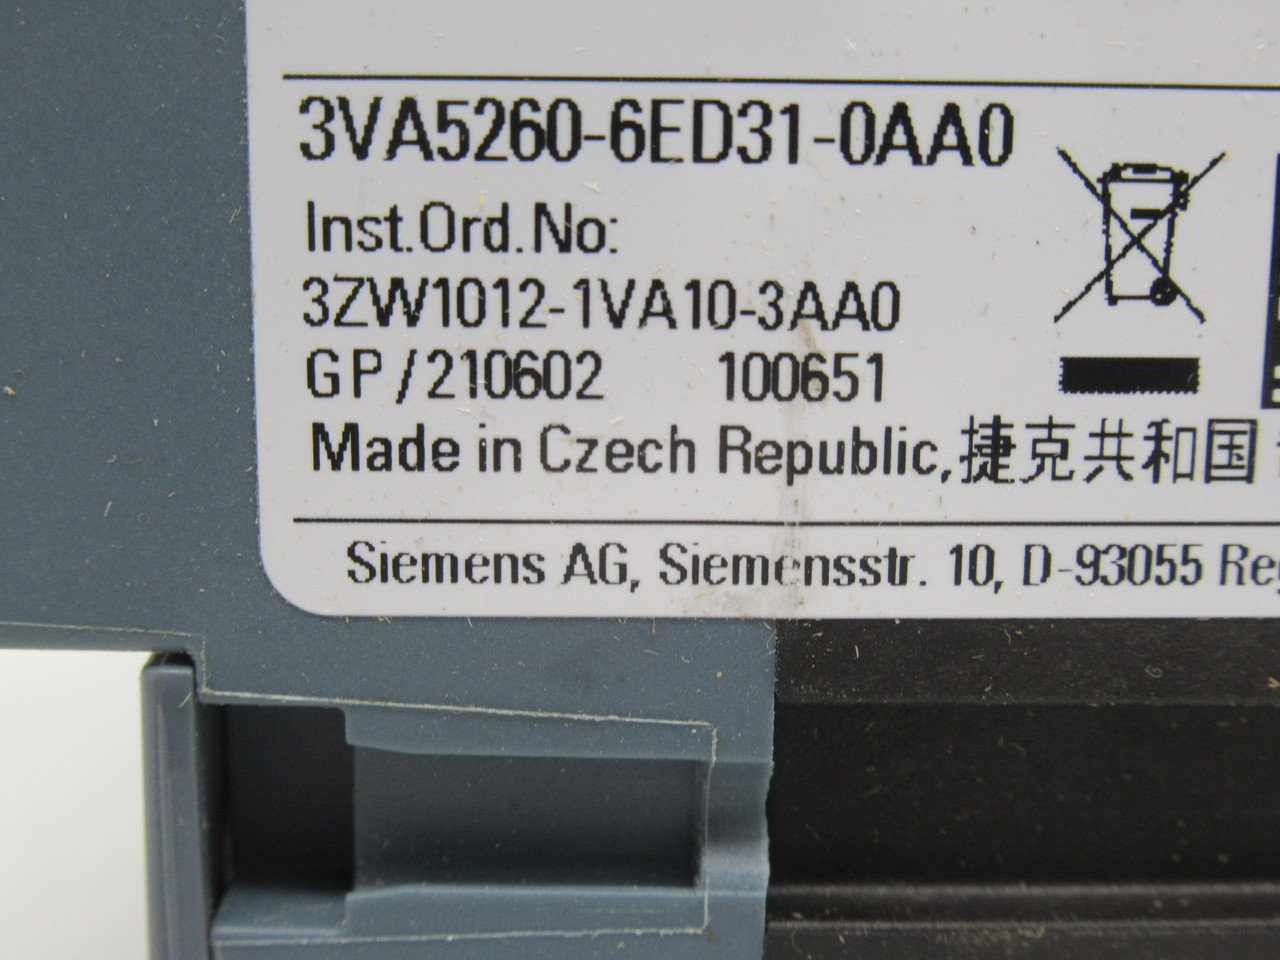 3VA5260-6ED31-0AA0
Inst.Ord.No:
3ZW1012-1VA10-3AA0
GP/210602 100651
Made in Czech Republic,捷克共和国
Siemens AG, Siemensstr. 10, D-93055